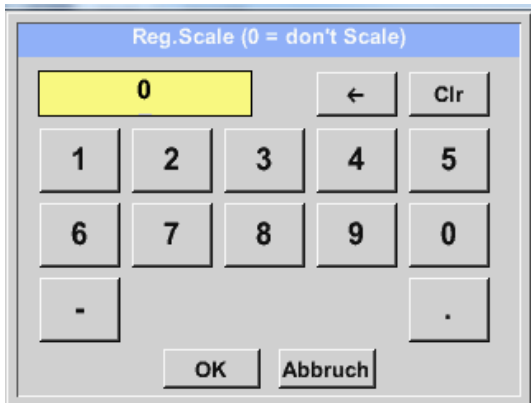 Reg.Scale (0 = don't Scale)
0 ← Clr
1 2 3 4 5
6 7 8 9 0
- .
OK Abbruch